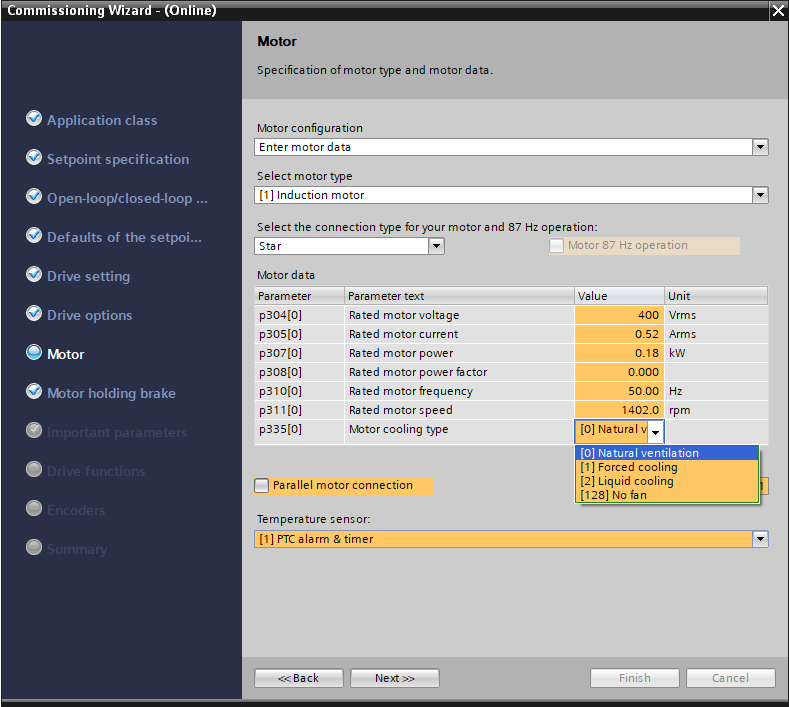 Commissioning Wizard - (Online)
Motor
Specification of motor type and motor data.
Application class
Setpoint specification
Open-loop/closed-loop ...
Defaults of the setpoi...
Drive setting
Drive options
Motor
Motor holding brake
Important parameters
Drive functions
Encoders
Summary
Motor configuration
Enter motor data
Select motor type
[1] Induction motor
Select the connection type for your motor and 87 Hz operation:
Star
Motor 87 Hz operation
Motor data
Parameter Parameter text Value Unit
p304[0] Rated motor voltage 400 Vrms
p305[0] Rated motor current 0.52 Arms
p307[0] Rated motor power 0.18 kW
p308[0] Rated motor power factor 0.000
p310[0] Rated motor frequency 50.00 Hz
p311[0] Rated motor speed 1402.0 rpm
p335[0] Motor cooling type [0] Natural v
[0] Natural ventilation
[1] Forced cooling
[2] Liquid cooling
[128] No fan
Parallel motor connection
Temperature sensor:
[1] PTC alarm & timer
<< Back
Next >>
Finish
Cancel